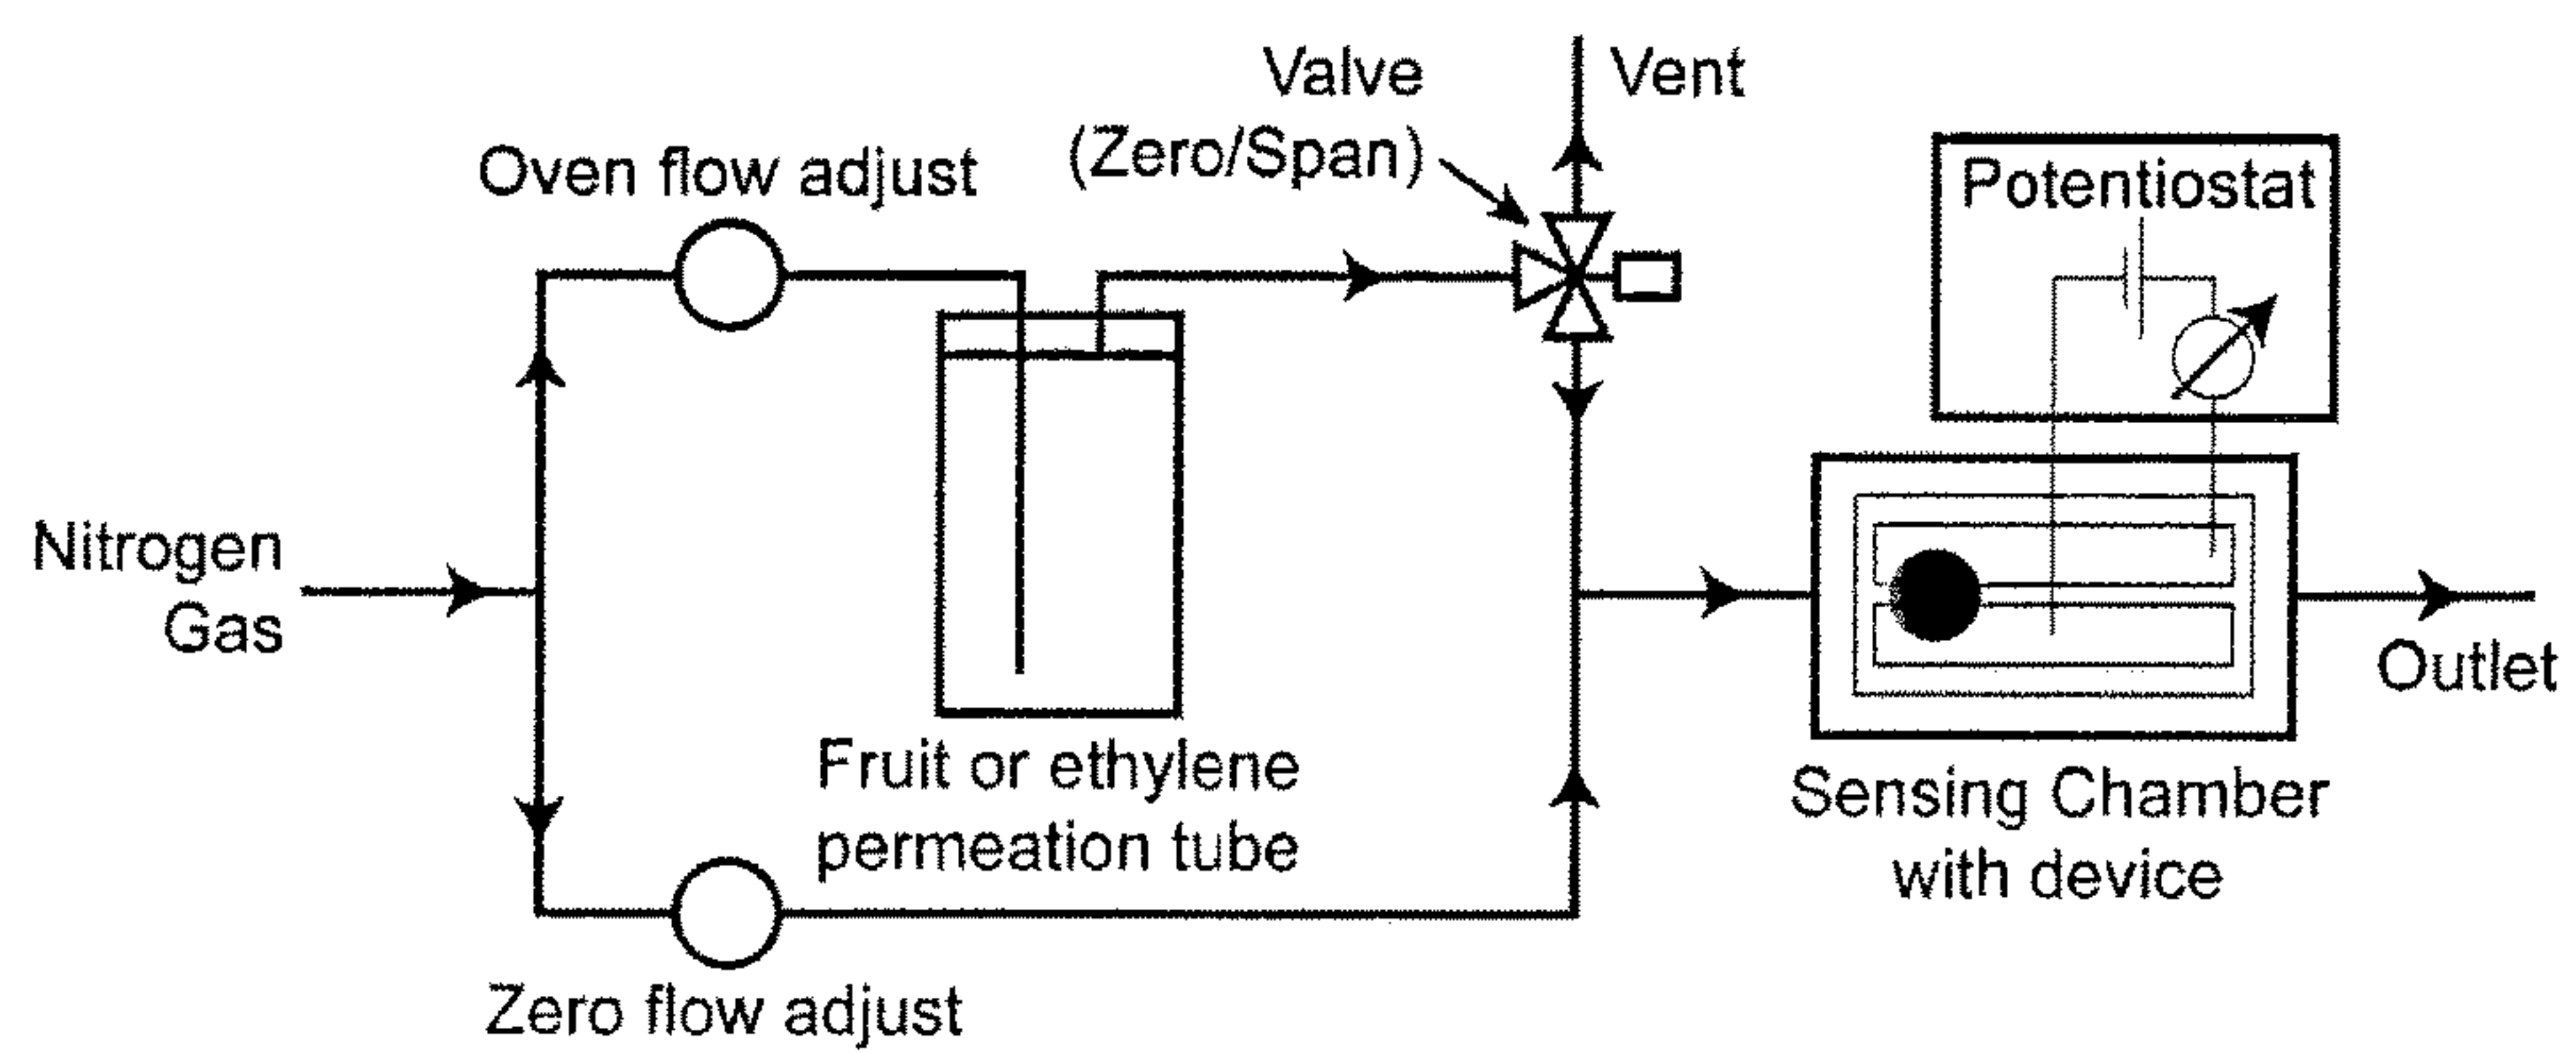 Valve
(Zero/Span)
Vent
Oven flow adjust
Potentiostat
Nitrogen
Gas
Fruit or ethylene
permeation tube
Outlet
Sensing Chamber
with device
Zero flow adjust